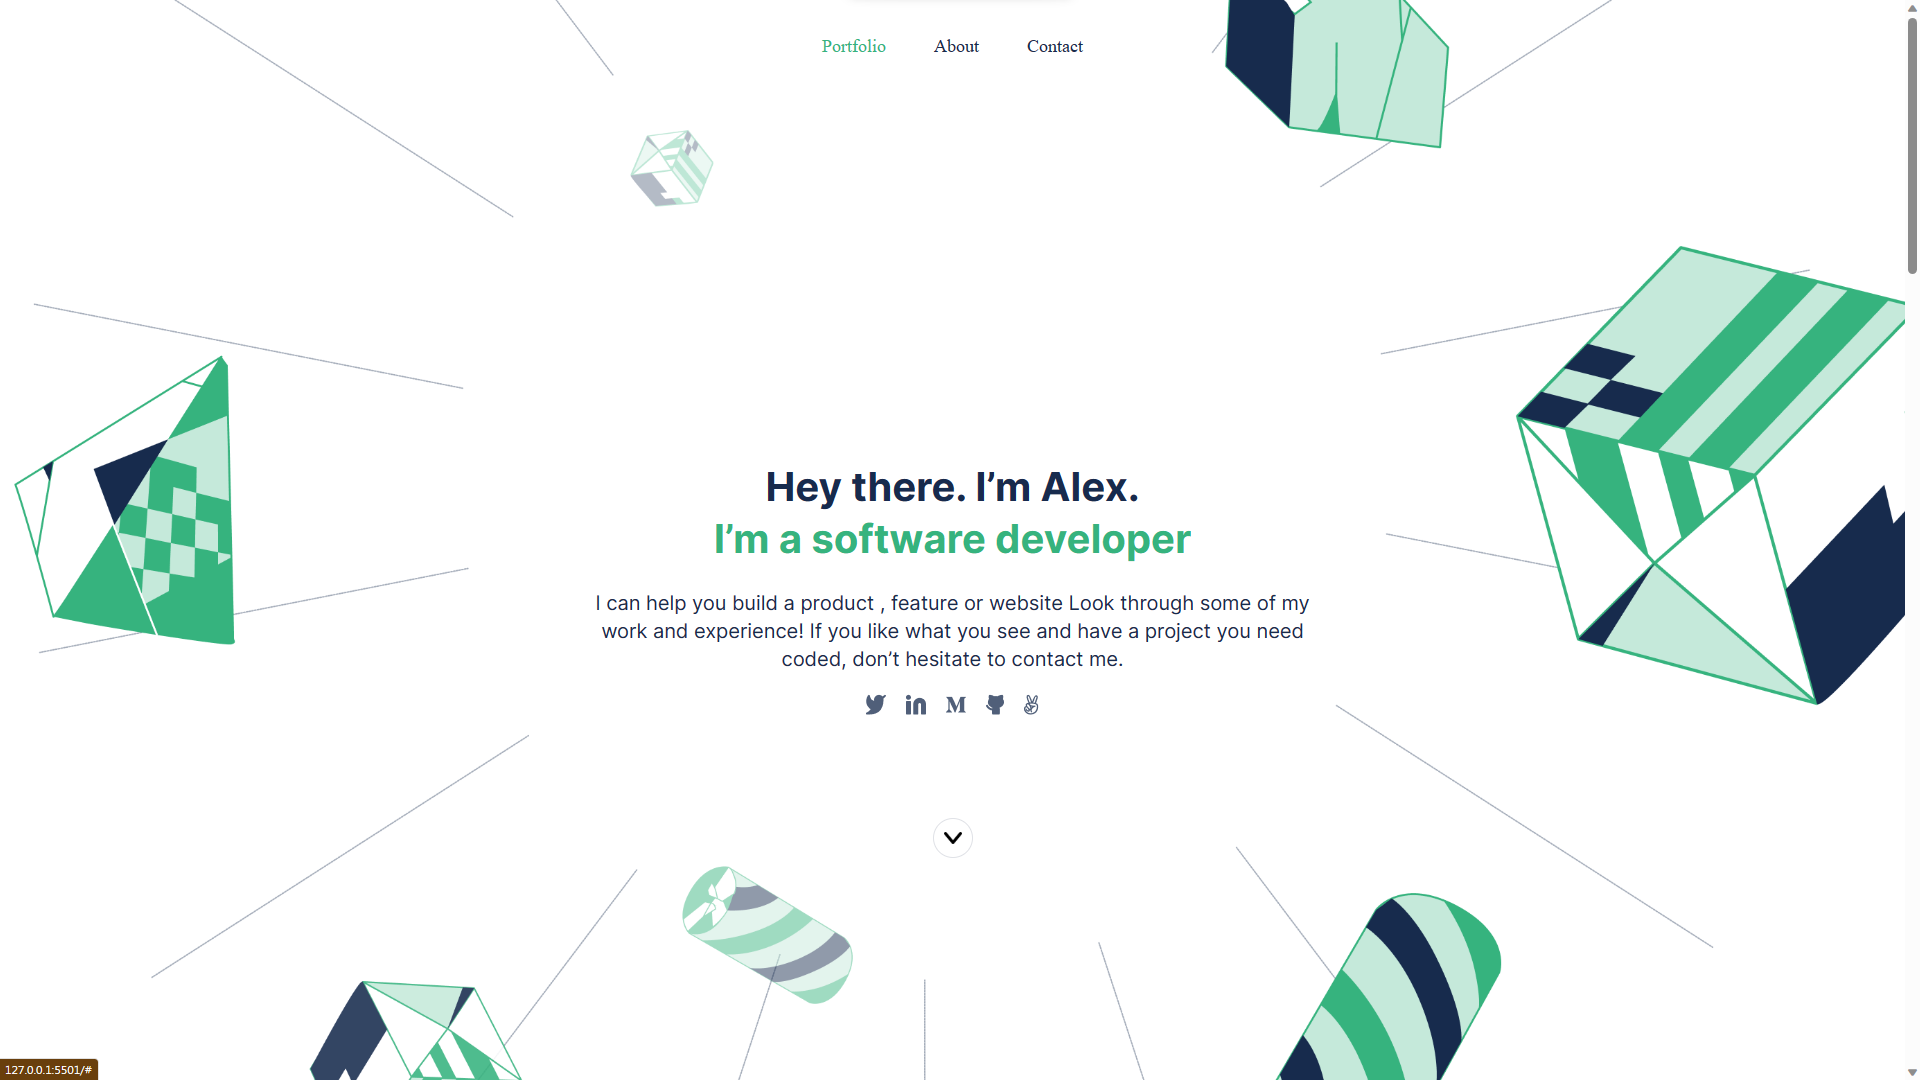 Portfolio About Contact
Hey there. I’m Alex.
I’m a software developer
I can help you build a product , feature or website Look through some of my
work and experience! If you like what you see and have a project you need
coded, don’t hesitate to contact me.
127.0.0.1:5501/#